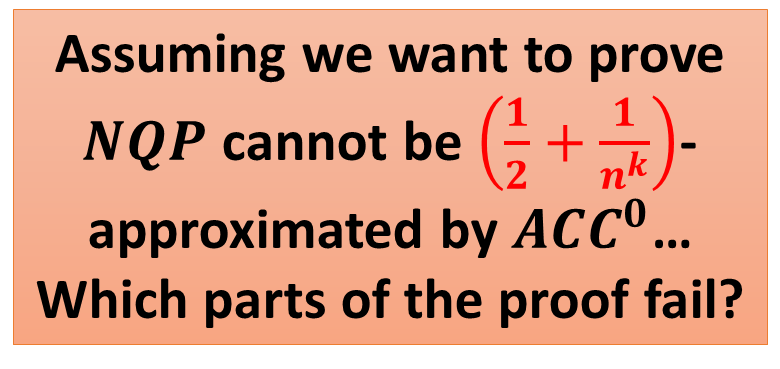 Assuming we want to prove
NQP cannot be (1/2 + 1/n^k)-
approximated by ACC^0...
Which parts of the proof fail?